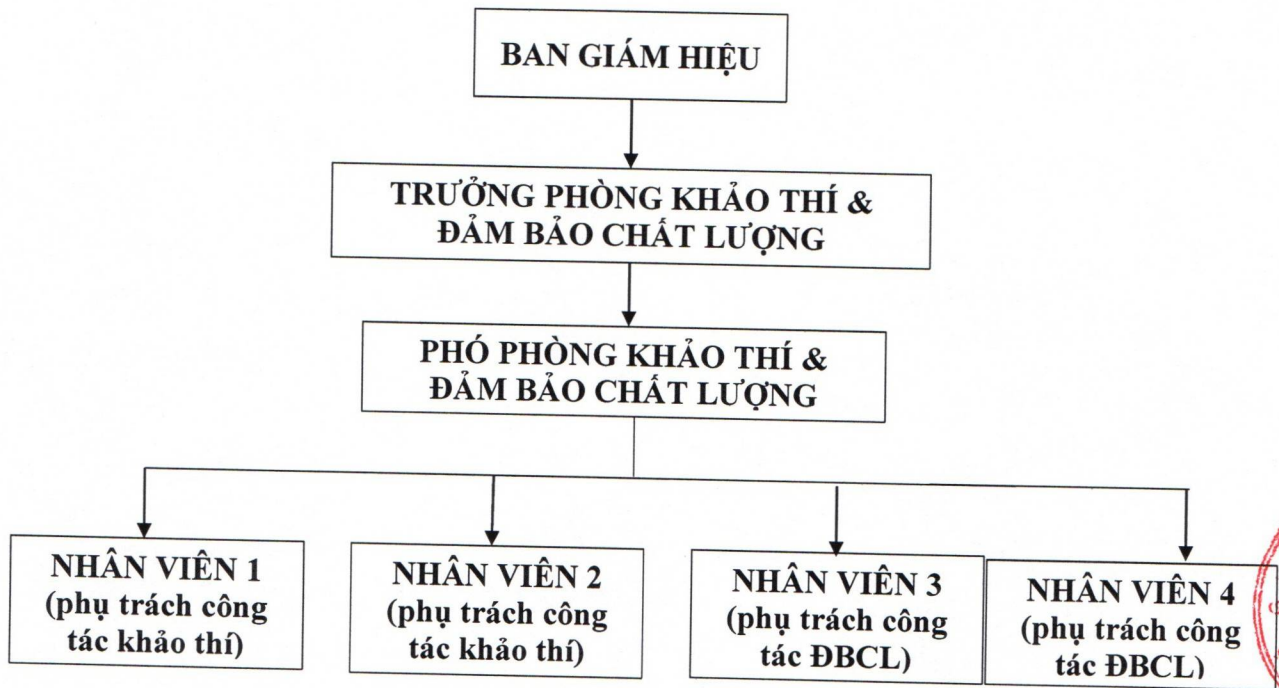 BAN GIÁM HIỆU
TRƯỞNG PHÒNG KHẢO THÍ &
ĐẢM BẢO CHẤT LƯỢNG
PHÓ PHÒNG KHẢO THÍ &
ĐẢM BẢO CHẤT LƯỢNG
NHÂN VIÊN 1
(phụ trách công
tác khảo thí)
NHÂN VIÊN 2
(phụ trách công
tác khảo thí)
NHÂN VIÊN 3
(phụ trách công
tác ĐBCL)
NHÂN VIÊN 4
(phụ trách công
tác ĐBCL)